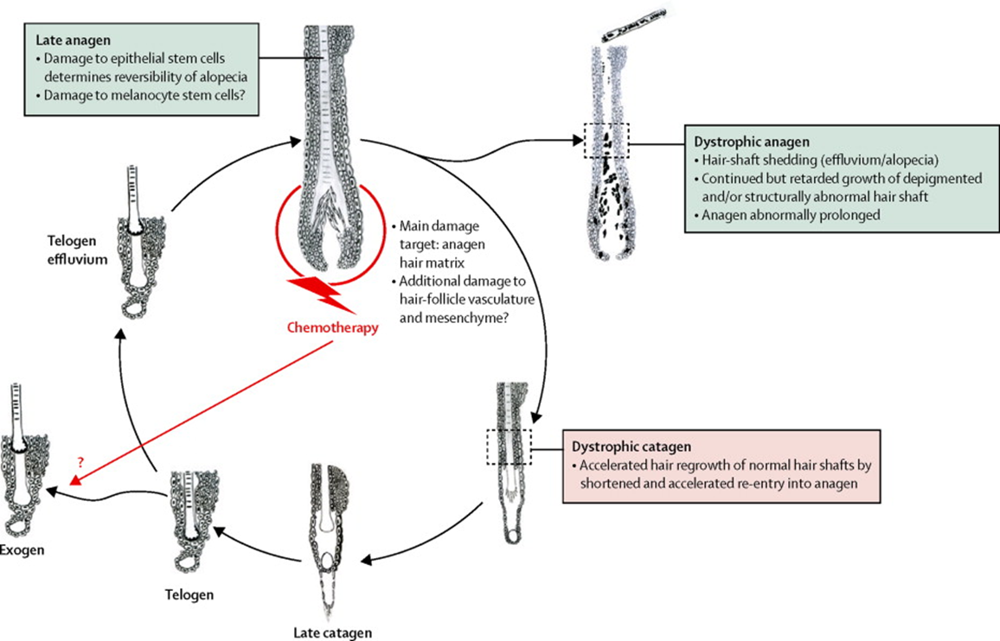 Late anagen
• Damage to epithelial stem cells
determines reversibility of alopecia
• Damage to melanocyte stem cells?
Dystrophic anagen
• Hair-shaft shedding (effluvium/alopecia)
• Continued but retarded growth of depigmented
and/or structurally abnormal hair shaft
• Anagen abnormally prolonged
Telogen
effluvium
• Main damage
target: anagen
hair matrix
• Additional damage to
hair-follicle vasculature
and mesenchyme?
Chemotherapy
?
Dystrophic catagen
• Accelerated hair regrowth of normal hair shafts by
shortened and accelerated re-entry into anagen
Exogen
Telogen
Late catagen